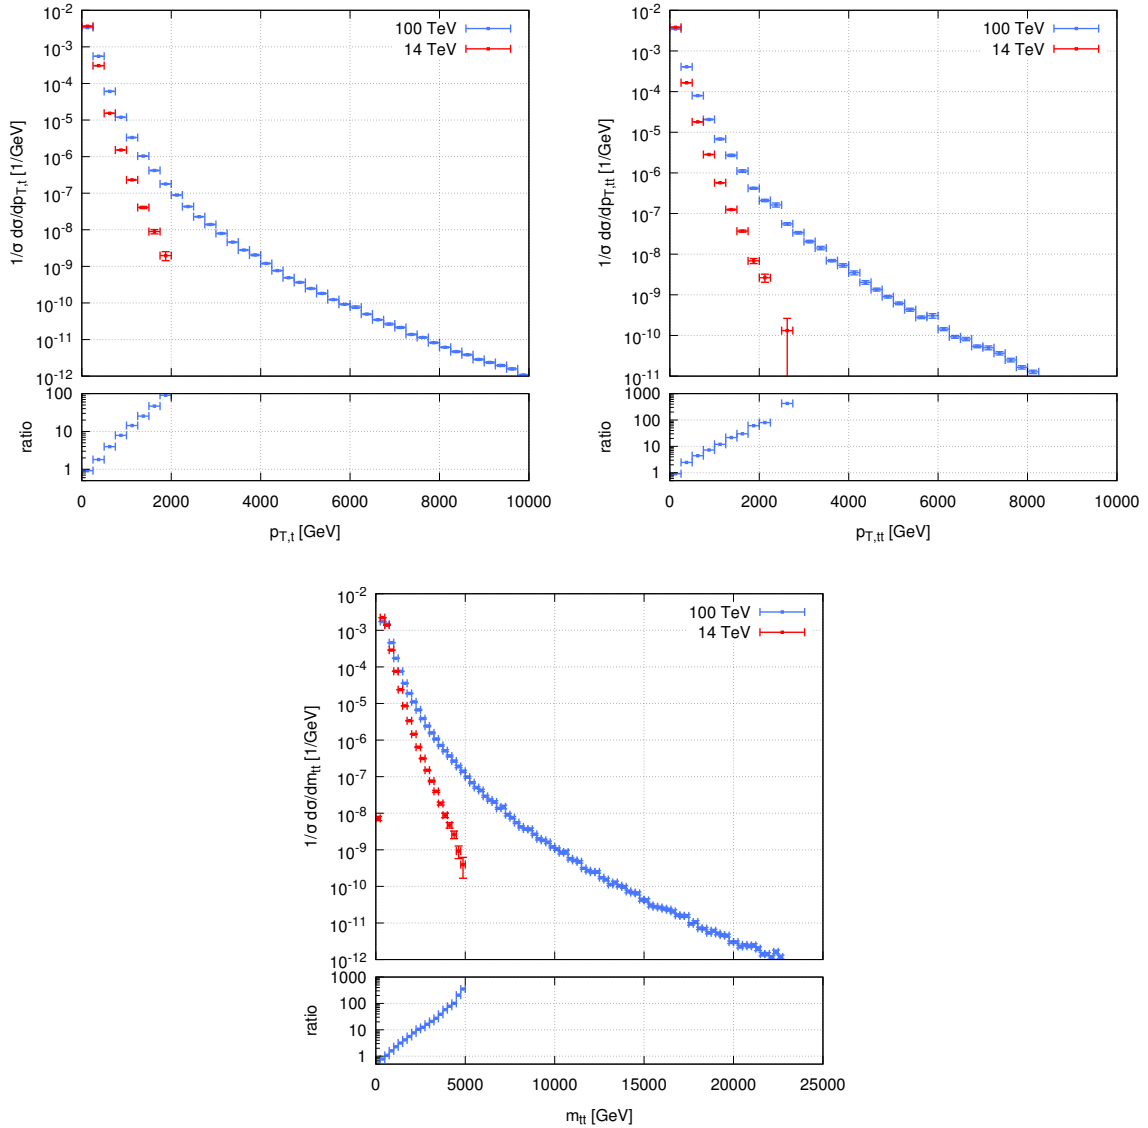 10⁻²
10⁻³
10⁻⁴
10⁻⁵
10⁻⁶
10⁻⁷
10⁻⁸
10⁻⁹
10⁻¹⁰
10⁻¹¹
10⁻¹²
1/σ dσ/dp_T,t [1/GeV]
100 TeV
14 TeV
100
10
1
ratio
0 2000 4000 6000 8000 10000
p_T,t [GeV]
10⁻²
10⁻³
10⁻⁴
10⁻⁵
10⁻⁶
10⁻⁷
10⁻⁸
10⁻⁹
10⁻¹⁰
10⁻¹¹
1/σ dσ/dp_T,tt [1/GeV]
100 TeV
14 TeV
1000
100
10
1
ratio
0 2000 4000 6000 8000 10000
p_T,tt [GeV]
10⁻²
10⁻³
10⁻⁴
10⁻⁵
10⁻⁶
10⁻⁷
10⁻⁸
10⁻⁹
10⁻¹⁰
10⁻¹¹
10⁻¹²
1/σ dσ/dm_tt [1/GeV]
100 TeV
14 TeV
1000
100
10
1
ratio
0 5000 10000 15000 20000 25000
m_tt [GeV]